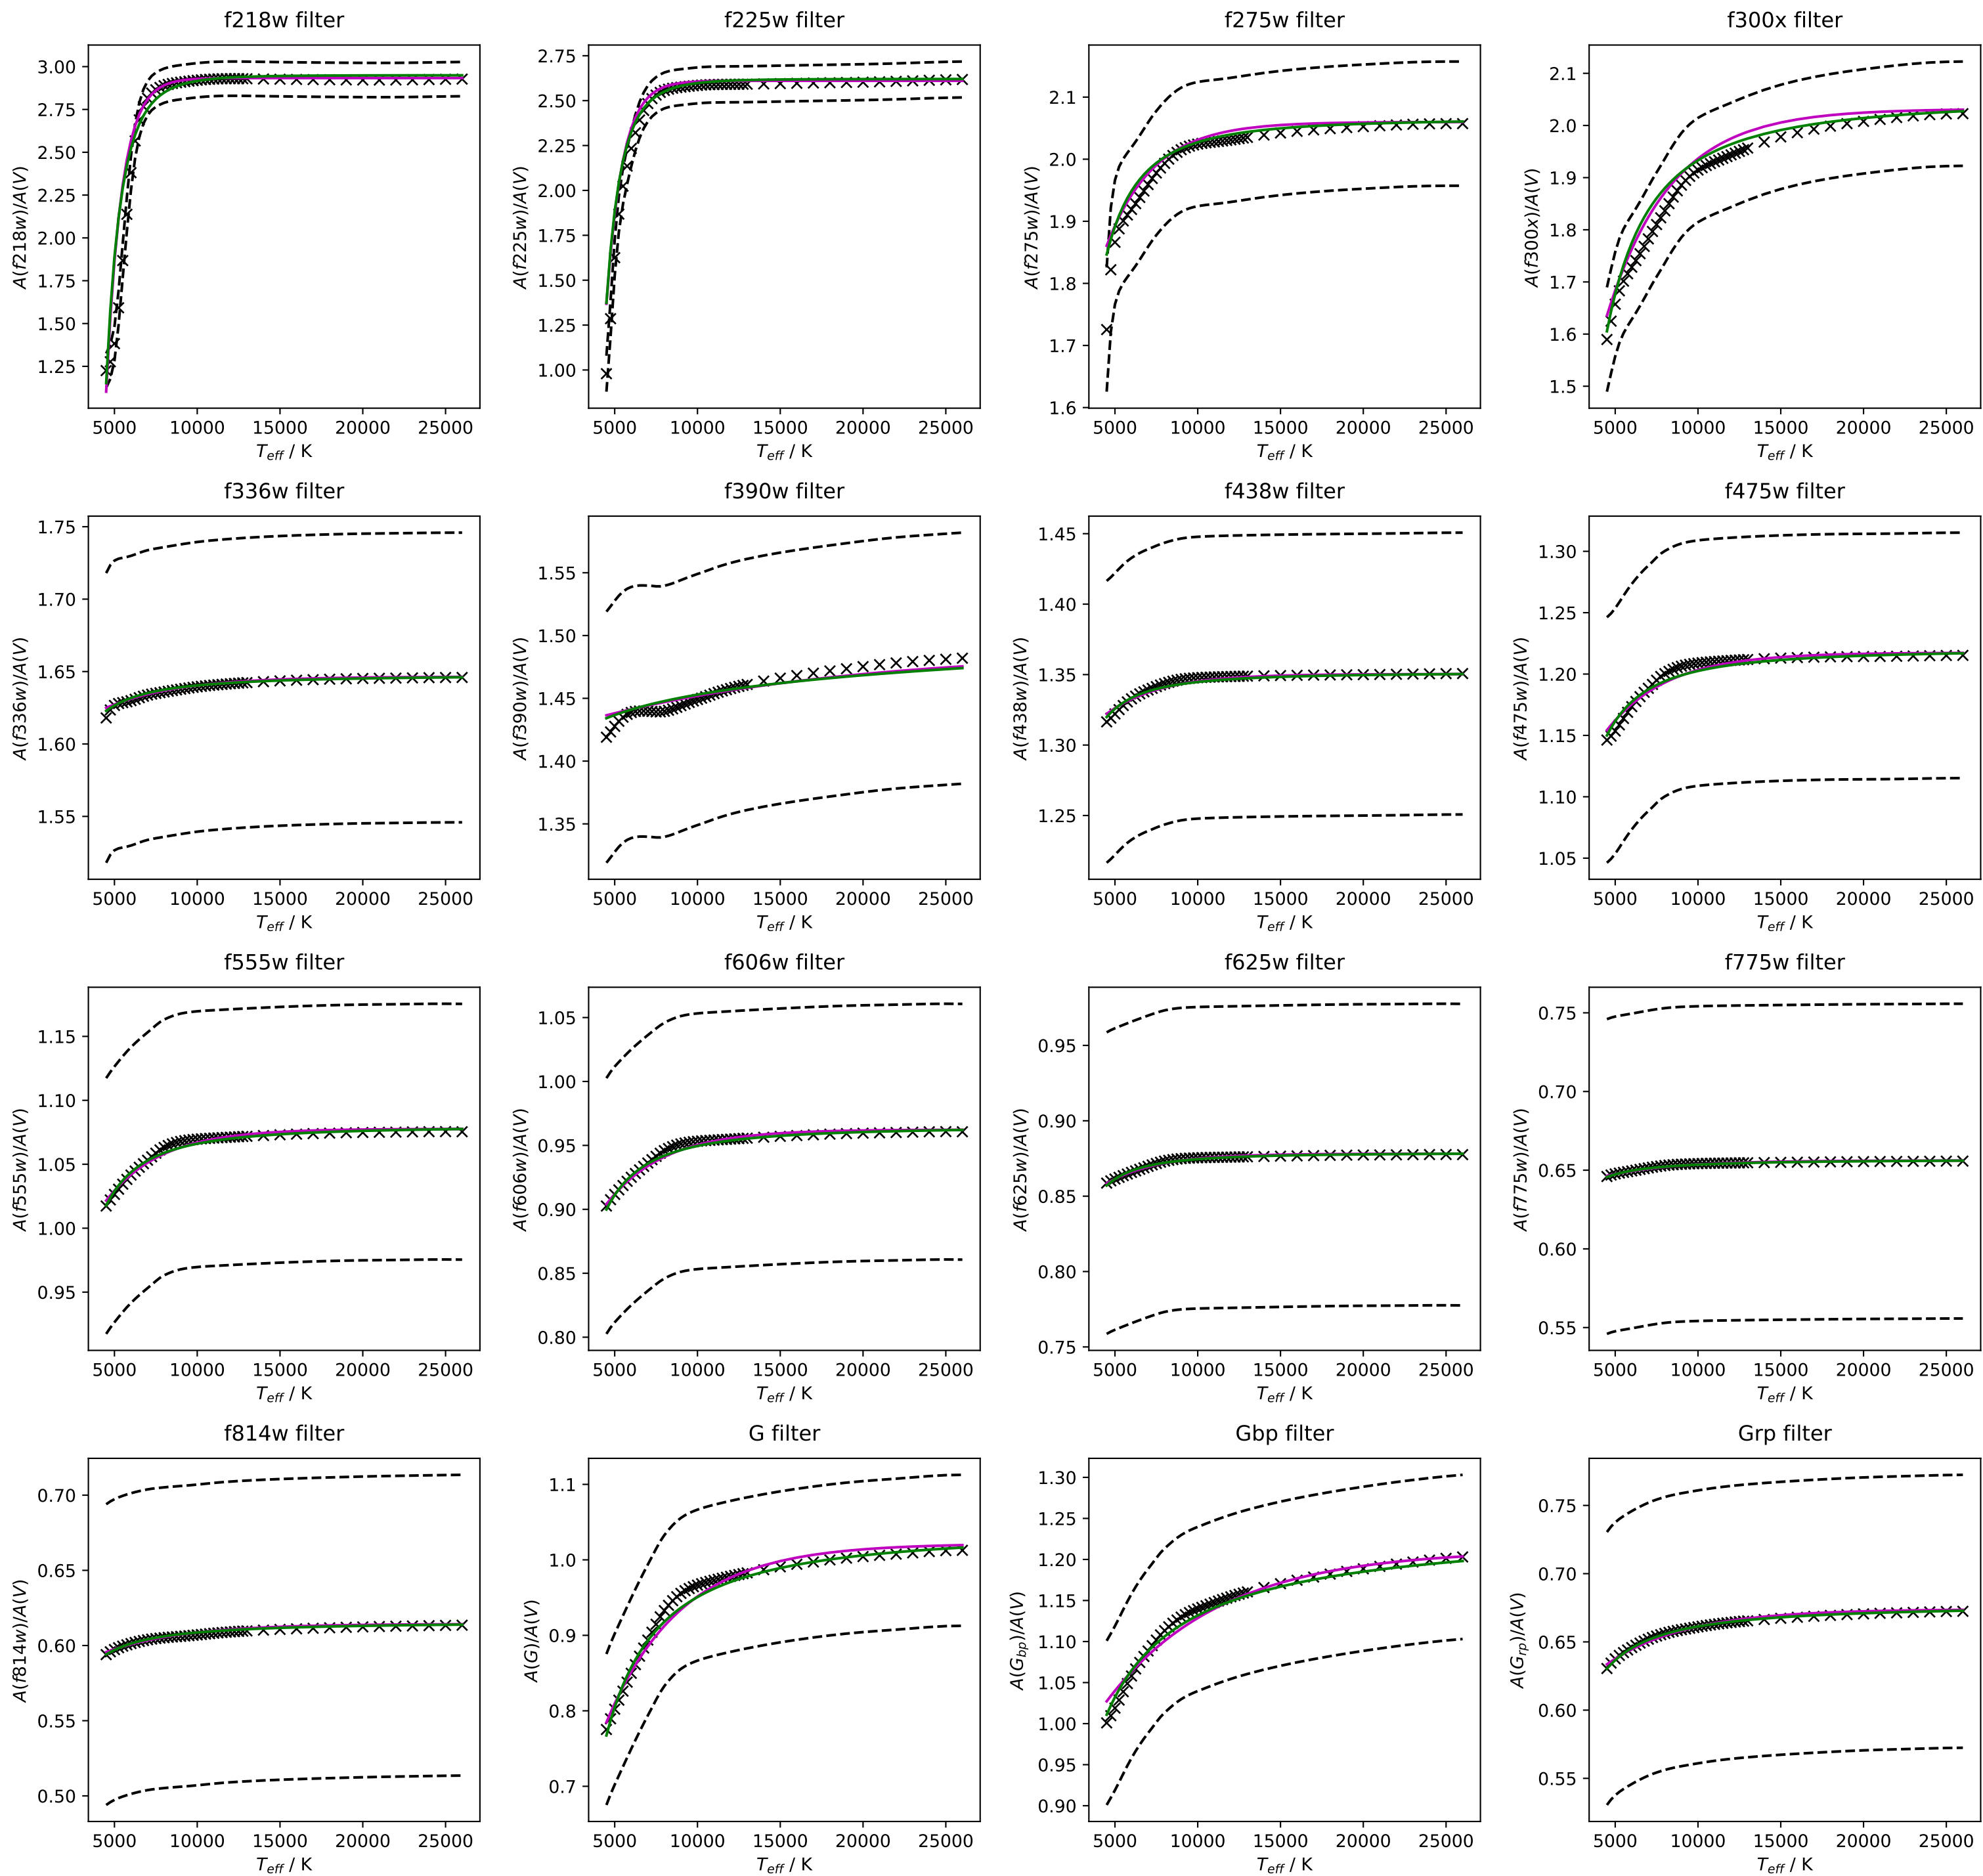 f218w filter
3.00
2.75
2.50
2.25
2.00
1.75
1.50
1.25
A(f218w)/A(V)
5000 10000 15000 20000 25000
T_eff / K
f225w filter
2.75
2.50
2.25
2.00
1.75
1.50
1.25
1.00
A(f225w)/A(V)
5000 10000 15000 20000 25000
T_eff / K
f275w filter
2.1
2.0
1.9
1.8
1.7
1.6
A(f275w)/A(V)
5000 10000 15000 20000 25000
T_eff / K
f300x filter
2.1
2.0
1.9
1.8
1.7
1.6
1.5
A(f300x)/A(V)
5000 10000 15000 20000 25000
T_eff / K
f336w filter
1.75
1.70
1.65
1.60
1.55
A(f336w)/A(V)
5000 10000 15000 20000 25000
T_eff / K
f390w filter
1.55
1.50
1.45
1.40
1.35
A(f390w)/A(V)
5000 10000 15000 20000 25000
T_eff / K
f438w filter
1.45
1.40
1.35
1.30
1.25
A(f438w)/A(V)
5000 10000 15000 20000 25000
T_eff / K
f475w filter
1.30
1.25
1.20
1.15
1.10
1.05
A(f475w)/A(V)
5000 10000 15000 20000 25000
T_eff / K
f555w filter
1.15
1.10
1.05
1.00
0.95
A(f555w)/A(V)
5000 10000 15000 20000 25000
T_eff / K
f606w filter
1.05
1.00
0.95
0.90
0.85
0.80
A(f606w)/A(V)
5000 10000 15000 20000 25000
T_eff / K
f625w filter
0.95
0.90
0.85
0.80
0.75
A(f625w)/A(V)
5000 10000 15000 20000 25000
T_eff / K
f775w filter
0.75
0.70
0.65
0.60
0.55
A(f775w)/A(V)
5000 10000 15000 20000 25000
T_eff / K
f814w filter
0.70
0.65
0.60
0.55
0.50
A(f814w)/A(V)
5000 10000 15000 20000 25000
T_eff / K
G filter
1.1
1.0
0.9
0.8
0.7
A(G)/A(V)
5000 10000 15000 20000 25000
T_eff / K
Gbp filter
1.30
1.25
1.20
1.15
1.10
1.05
1.00
0.95
0.90
A(G_bp)/A(V)
5000 10000 15000 20000 25000
T_eff / K
Grp filter
0.75
0.70
0.65
0.60
0.55
A(G_rp)/A(V)
5000 10000 15000 20000 25000
T_eff / K